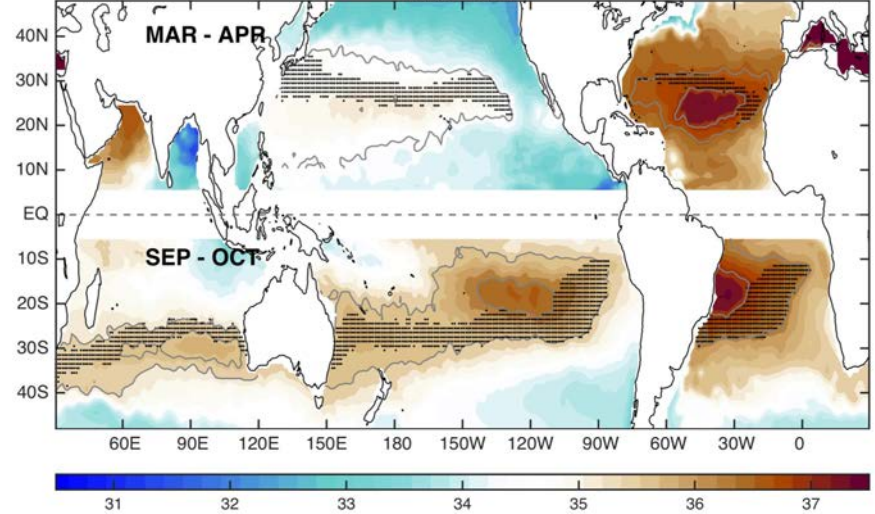 MAR - APR
40N
30N
20N
10N
EQ
SEP - OCT
10S
20S
30S
40S
60E 90E 120E 150E 180 150W 120W 90W 60W 30W 0
31 32 33 34 35 36 37